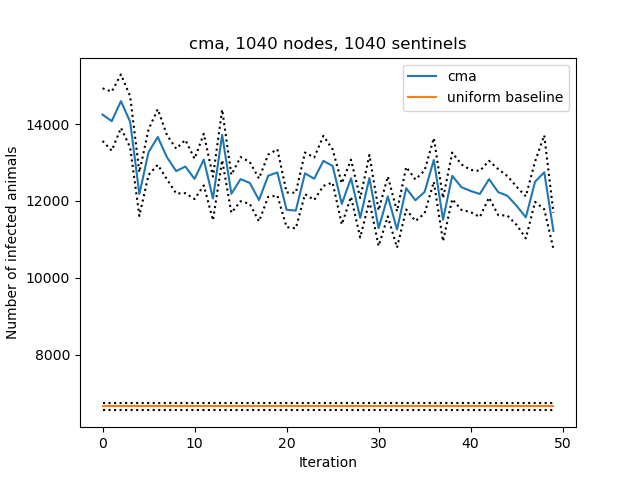 cma, 1040 nodes, 1040 sentinels
cma
uniform baseline
Number of infected animals
14000
12000
10000
8000
0
10
20
30
40
50
Iteration